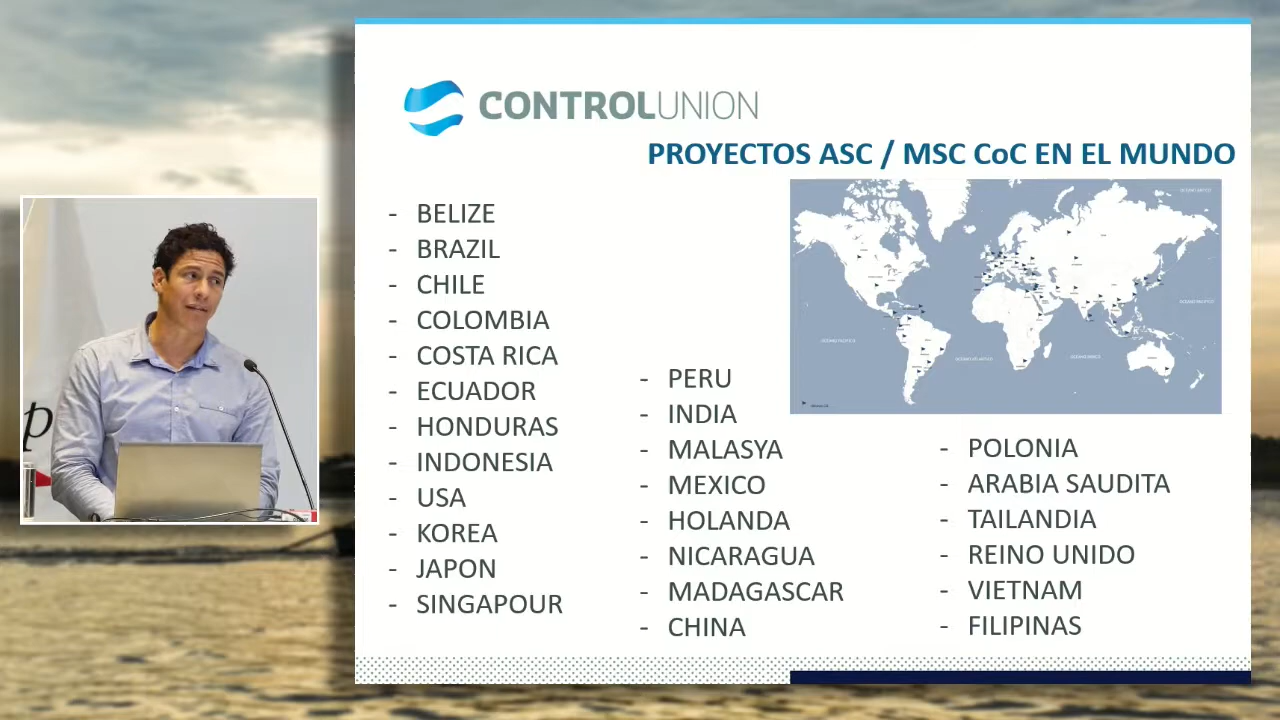 CONTROLUNION
PROYECTOS ASC / MSC CoC EN EL MUNDO
- BELIZE
- BRAZIL
- CHILE
- COLOMBIA
- COSTA RICA
- ECUADOR
- HONDURAS
- INDONESIA
- USA
- KOREA
- JAPON
- SINGAPOUR
- PERU
- INDIA
- MALASYA
- MEXICO
- HOLANDA
- NICARAGUA
- MADAGASCAR
- CHINA
- POLONIA
- ARABIA SAUDITA
- TAILANDIA
- REINO UNIDO
- VIETNAM
- FILIPINAS
p